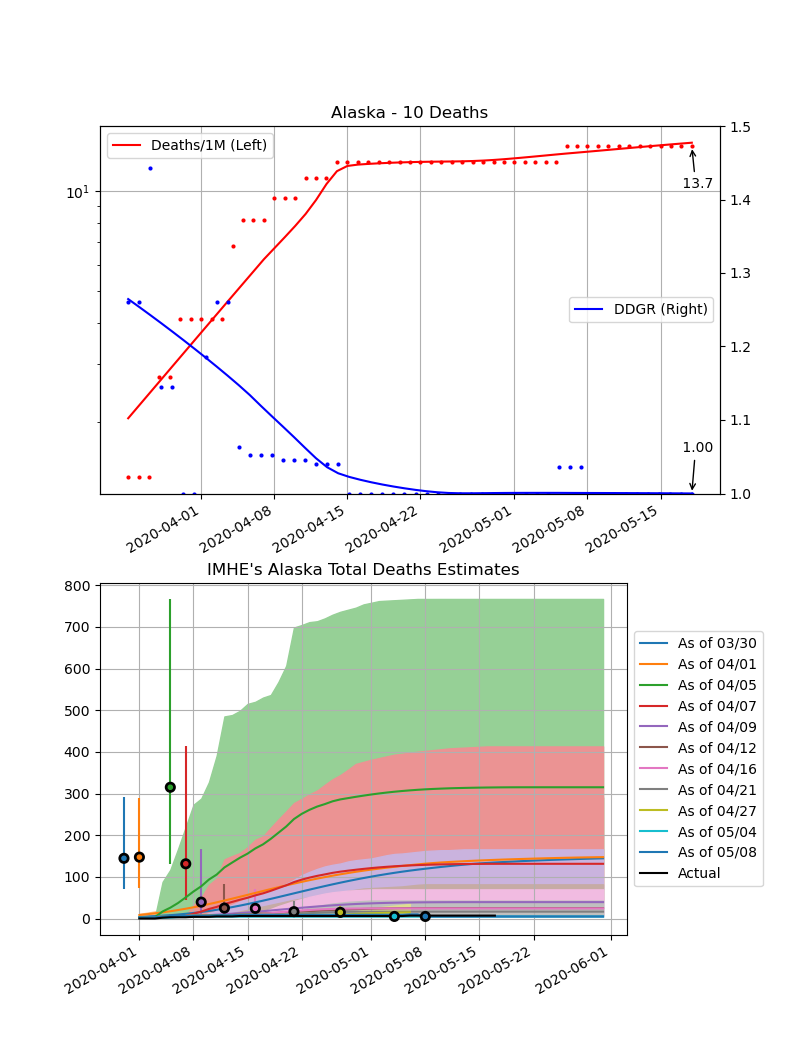 Alaska - 10 Deaths
Deaths/1M (Left)
DDGR (Right)
10¹
1.5
1.4
1.3
1.2
1.1
1.0
13.7
1.00
2020-04-01
2020-04-08
2020-04-15
2020-04-22
2020-05-01
2020-05-08
2020-05-15
IMHE's Alaska Total Deaths Estimates
800
700
600
500
400
300
200
100
0
2020-04-01
2020-04-08
2020-04-15
2020-04-22
2020-05-01
2020-05-08
2020-05-15
2020-05-22
2020-06-01
As of 03/30
As of 04/01
As of 04/05
As of 04/07
As of 04/09
As of 04/12
As of 04/16
As of 04/21
As of 04/27
As of 05/04
As of 05/08
Actual